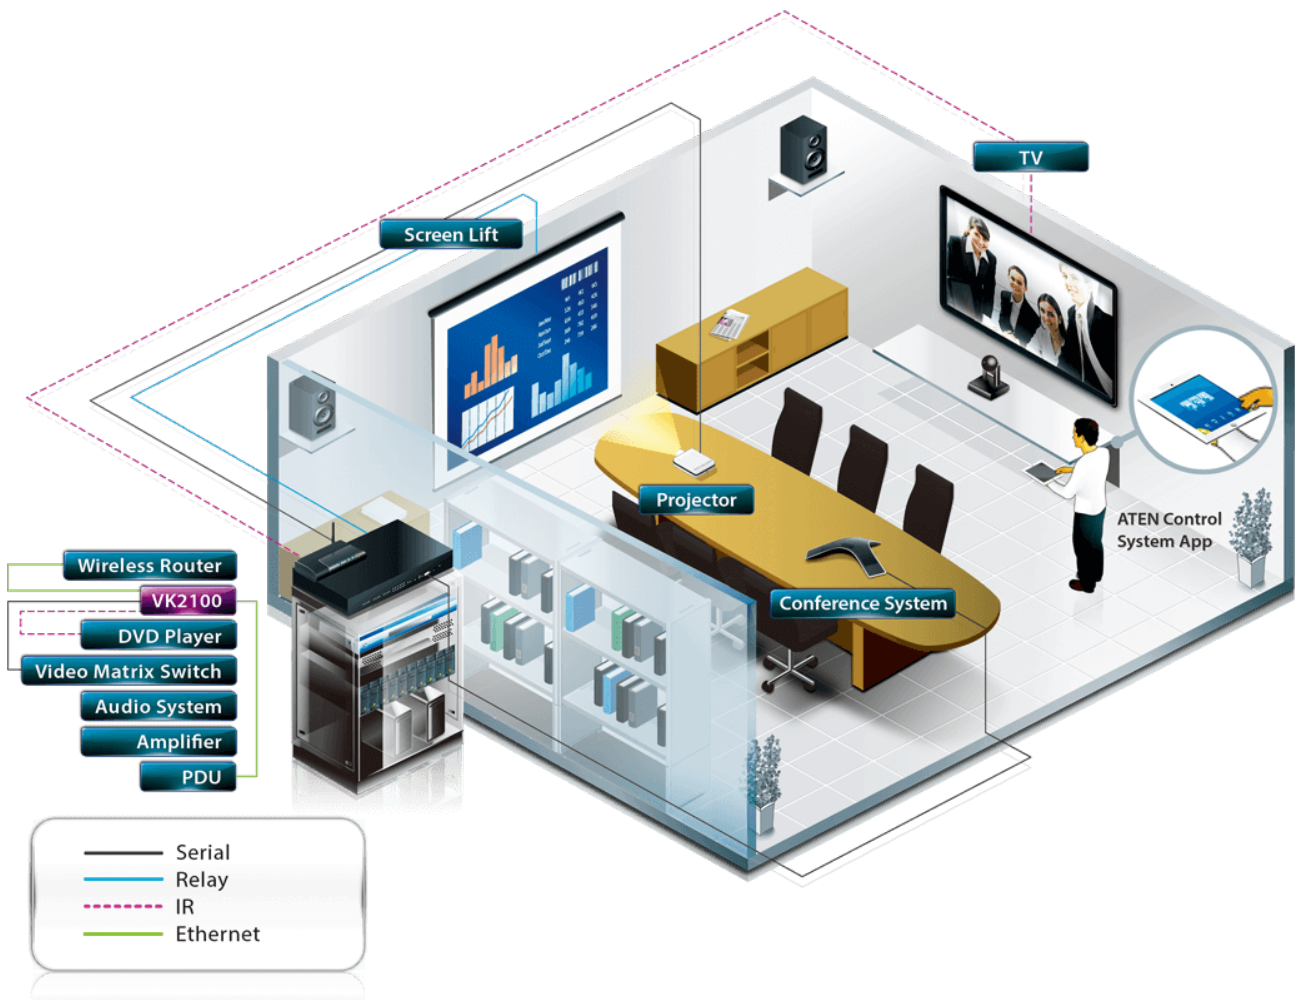 TV
Screen Lift
Projector
ATEN Control
System App
Conference System
Wireless Router
VK2100
DVD Player
Video Matrix Switch
Audio System
Amplifier
PDU
Serial
Relay
IR
Ethernet